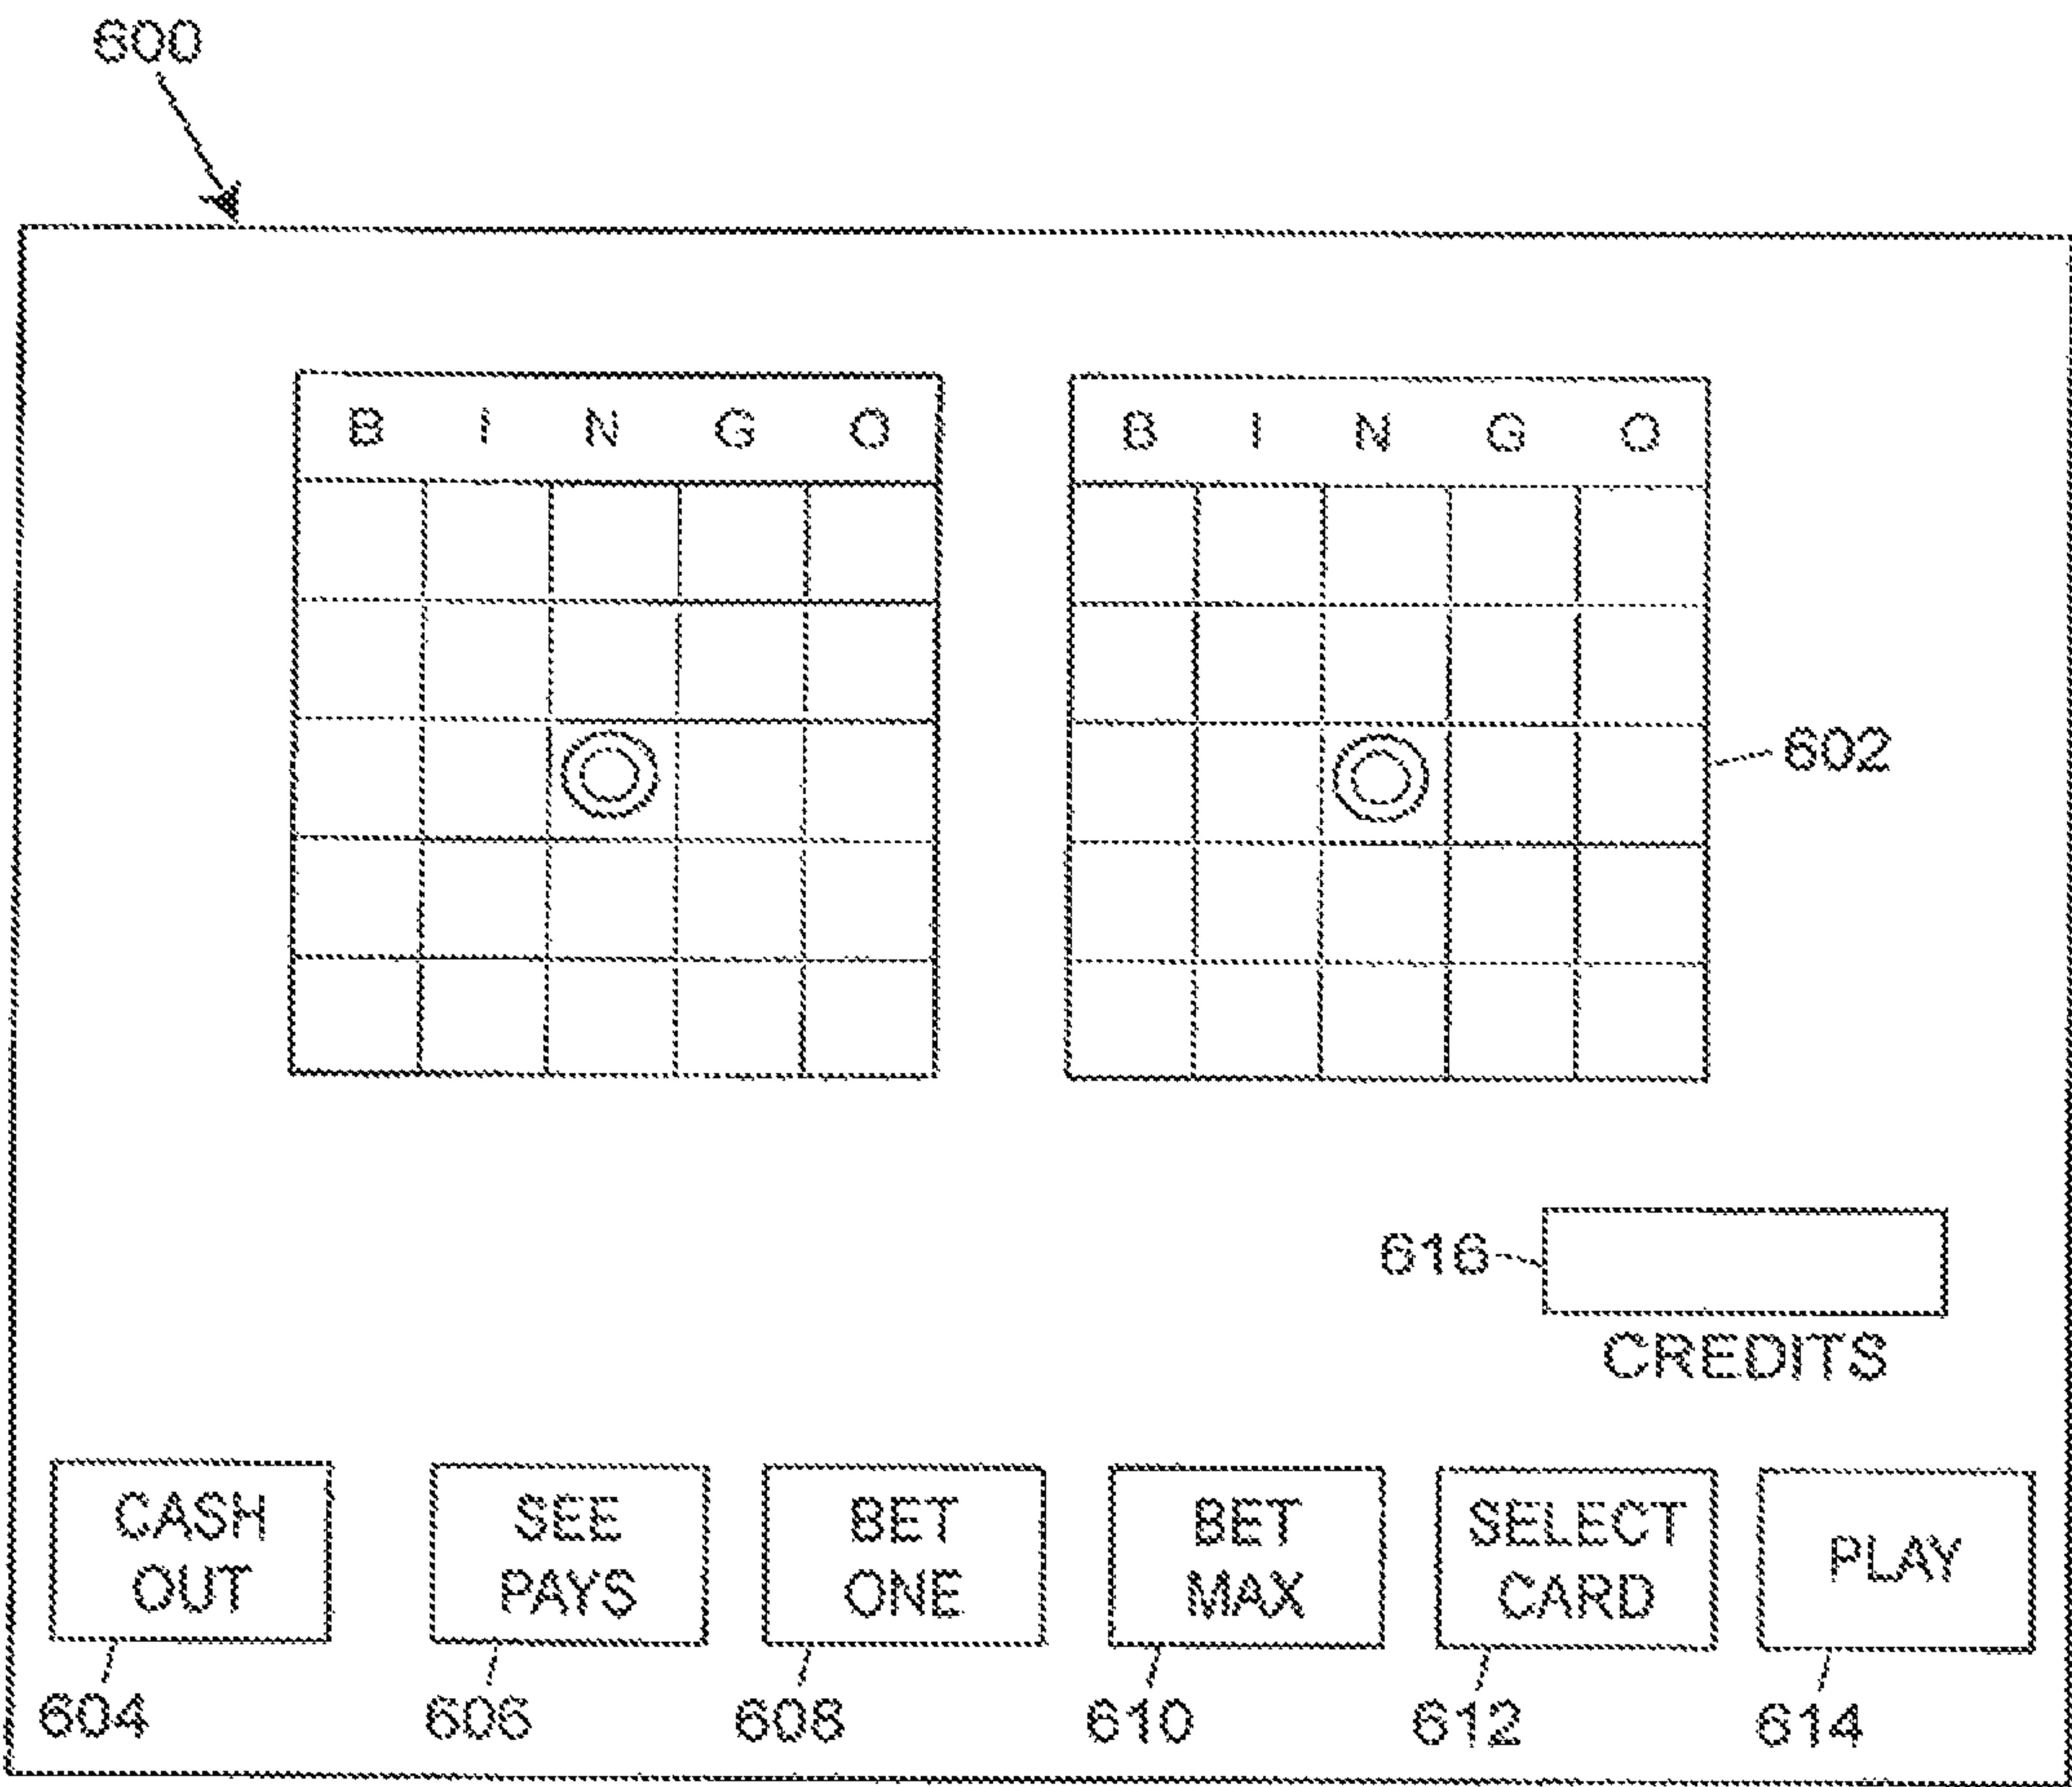 600
B I N G O B I N G O
602
616
CREDITS
CASH OUT
SEE PAYS
BET ONE
BET MAX
SELECT CARD
PLAY
604 606 608 610 612 614